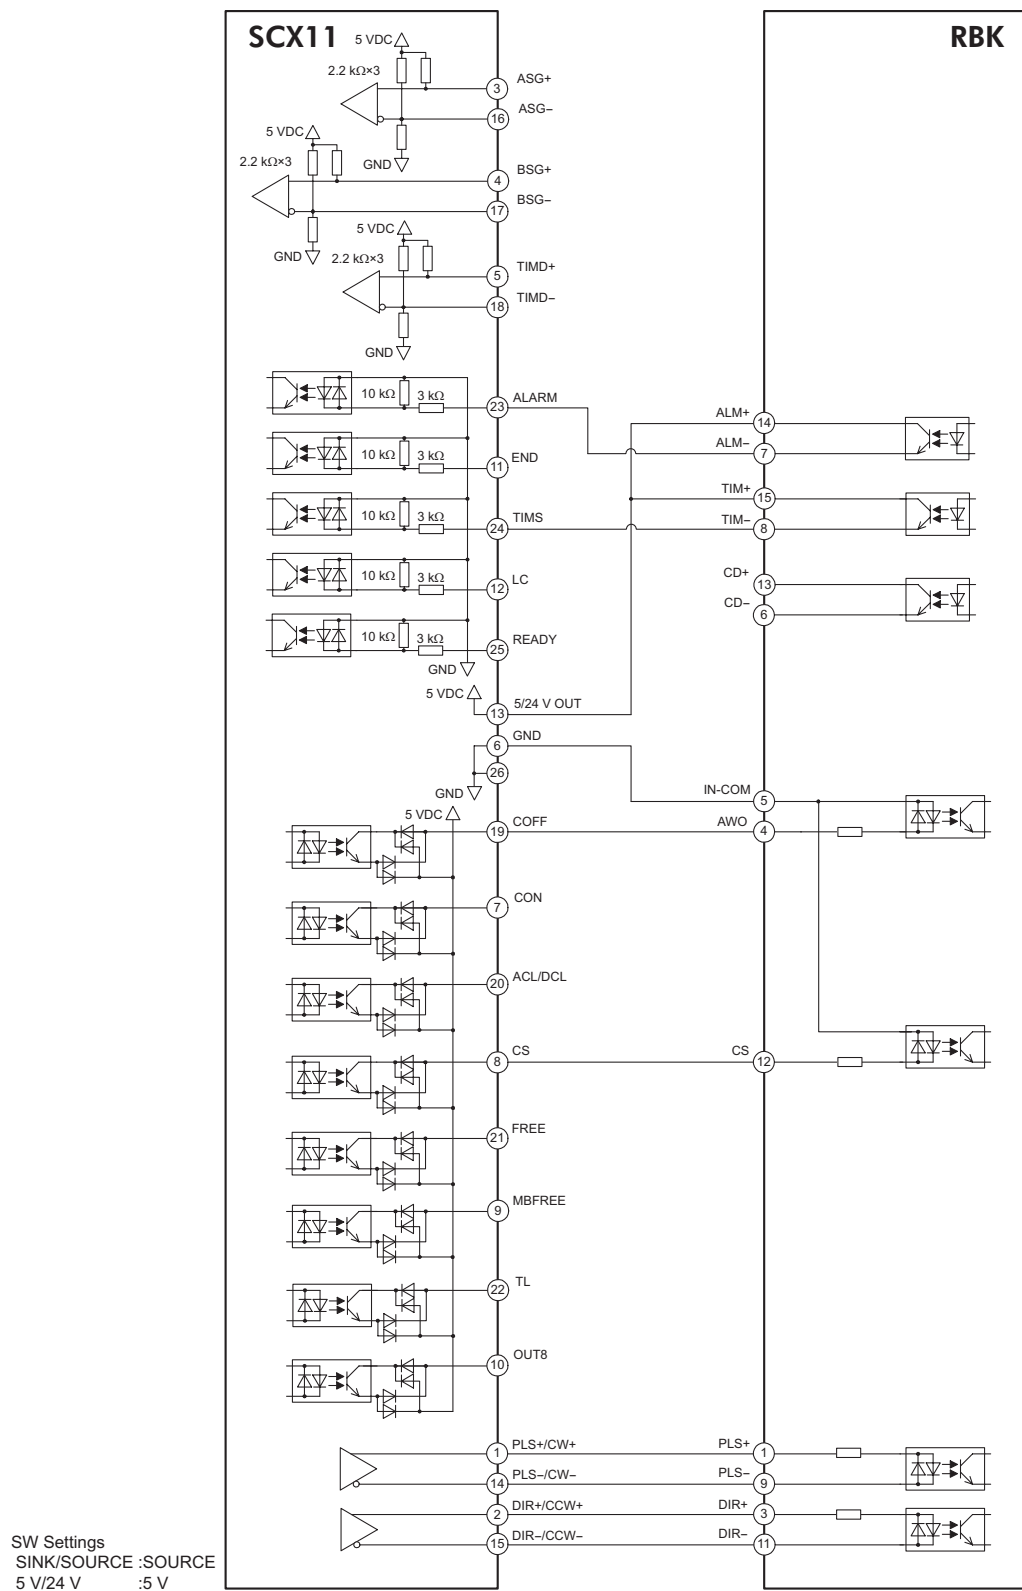 SCX11
RBK
5 VDC
2.2 kΩ×3
3
ASG+
16
ASG−
GND
5 VDC
2.2 kΩ×3
4
BSG+
17
BSG−
GND
5 VDC
2.2 kΩ×3
5
TIMD+
18
TIMD−
GND
10 kΩ 3 kΩ 23 ALARM
ALM+ 14
ALM− 7
10 kΩ 3 kΩ 11 END
TIM+ 15
10 kΩ 3 kΩ 24 TIMS
TIM− 8
10 kΩ 3 kΩ 12 LC
CD+ 13
CD− 6
10 kΩ 3 kΩ 25 READY
GND
5 VDC
13 5/24 V OUT
6 GND
26
GND
IN-COM 5
5 VDC
19 COFF
AWO 4
7 CON
20 ACL/DCL
8 CS
CS 12
21 FREE
9 MBFREE
22 TL
10 OUT8
1 PLS+/CW+ PLS+ 1
14 PLS−/CW− PLS− 9
2 DIR+/CCW+ DIR+ 3
15 DIR−/CCW− DIR− 11
SW Settings
SINK/SOURCE :SOURCE
5 V/24 V :5 V